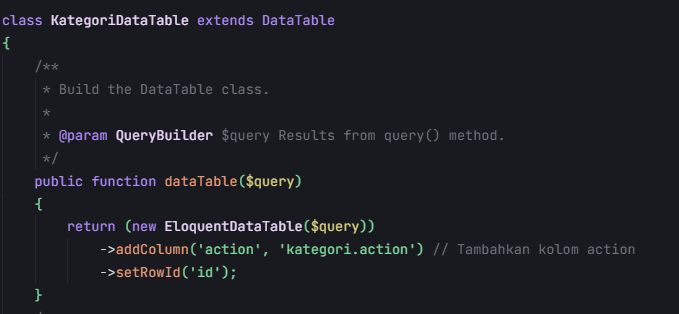 class KategoriDataTable extends DataTable
{
    /**
     * Build the DataTable class.
     *
     * @param QueryBuilder $query Results from query() method.
     */
    public function dataTable($query)
    {
        return (new EloquentDataTable($query))
            ->addColumn('action', 'kategori.action') // Tambahkan kolom action
            ->setRowId('id');
    }